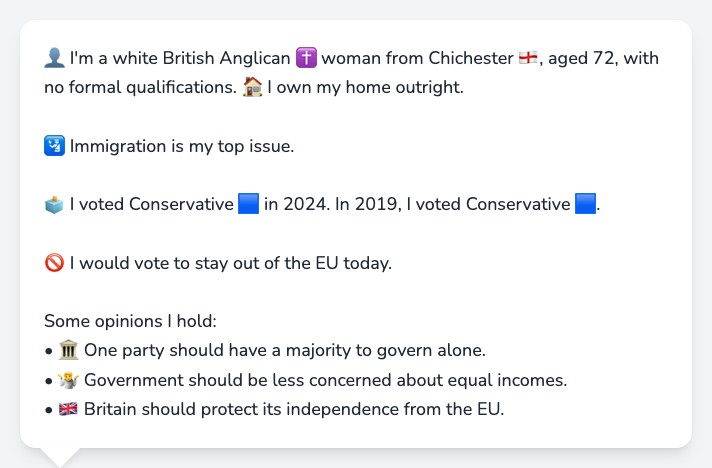 👤 I'm a white British Anglican ✝️ woman from Chichester 🏴󠁧󠁢󠁥󠁮󠁧󠁿, aged 72, with
no formal qualifications. 🏠 I own my home outright.
🛂 Immigration is my top issue.
🗳️ I voted Conservative 🟦 in 2024. In 2019, I voted Conservative 🟦.
🚫 I would vote to stay out of the EU today.
Some opinions I hold:
• 🏛️ One party should have a majority to govern alone.
• 🤷 Government should be less concerned about equal incomes.
• 🇬🇧 Britain should protect its independence from the EU.